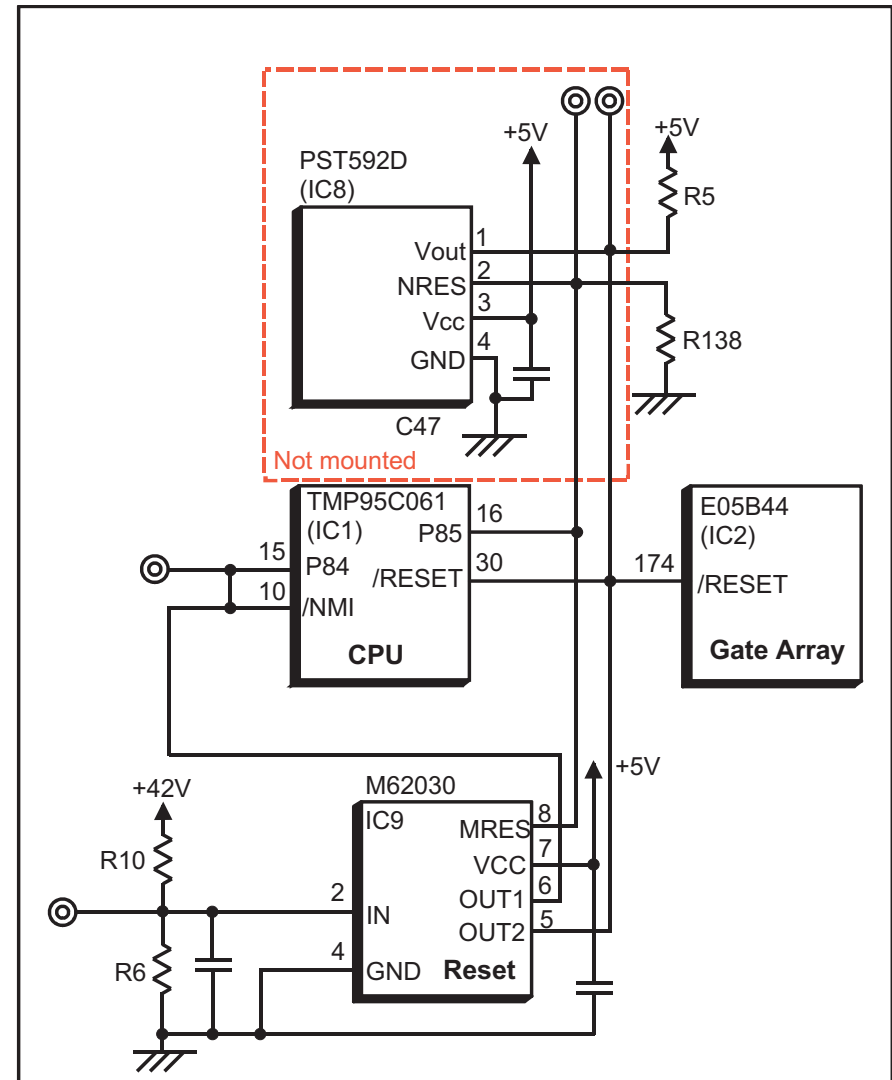 +5V
+5V
PST592D
(IC8)
R5
Vout
1
NRES
2
Vcc
3
GND
4
R138
C47
Not mounted
TMP95C061
(IC1)
P85
16
15
P84
/RESET
30
10
/NMI
CPU
E05B44
(IC2)
174
/RESET
Gate Array
+42V
M62030
+5V
IC9
MRES
8
R10
VCC
7
OUT1
6
2
IN
OUT2
5
4
GND
Reset
R6